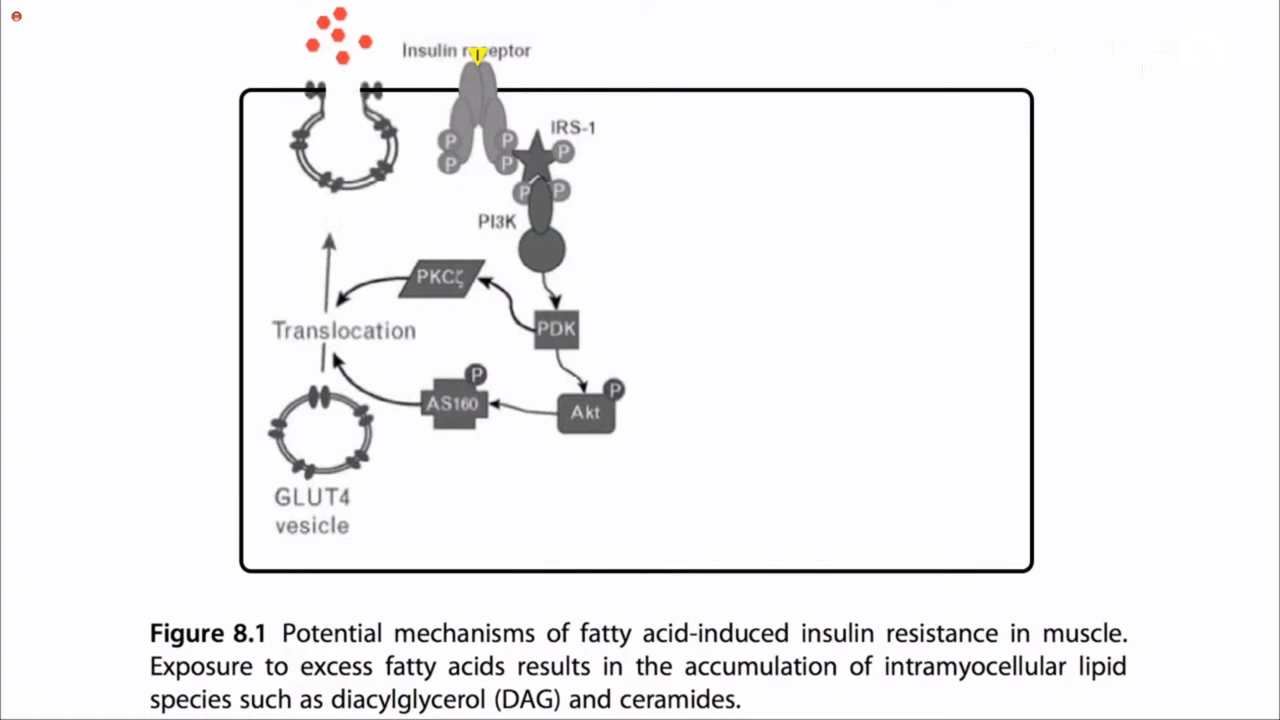 Insulin receptor
I
IRS-1
P
P
P
P
P
P
P
PI3K
PKCζ
PDK
Translocation
P
P
AS160
Akt
GLUT4
vesicle
Figure 8.1 Potential mechanisms of fatty acid-induced insulin resistance in muscle.
Exposure to excess fatty acids results in the accumulation of intramyocellular lipid
species such as diacylglycerol (DAG) and ceramides.